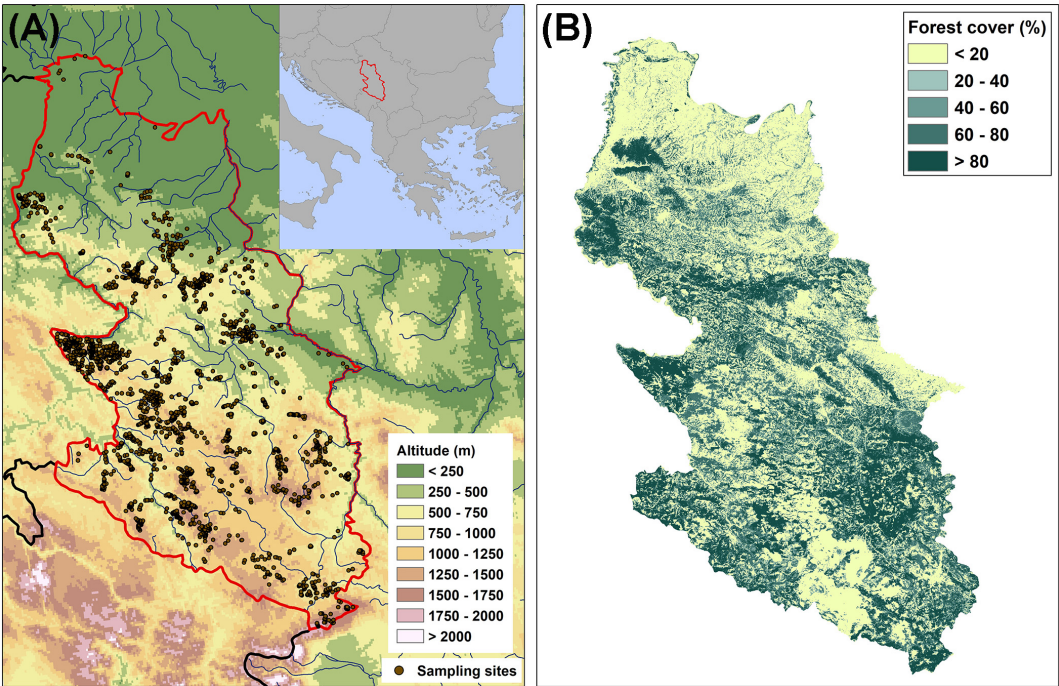 (A)
Altitude (m)
< 250
250 - 500
500 - 750
750 - 1000
1000 - 1250
1250 - 1500
1500 - 1750
1750 - 2000
> 2000
Sampling sites
(B)
Forest cover (%)
< 20
20 - 40
40 - 60
60 - 80
> 80